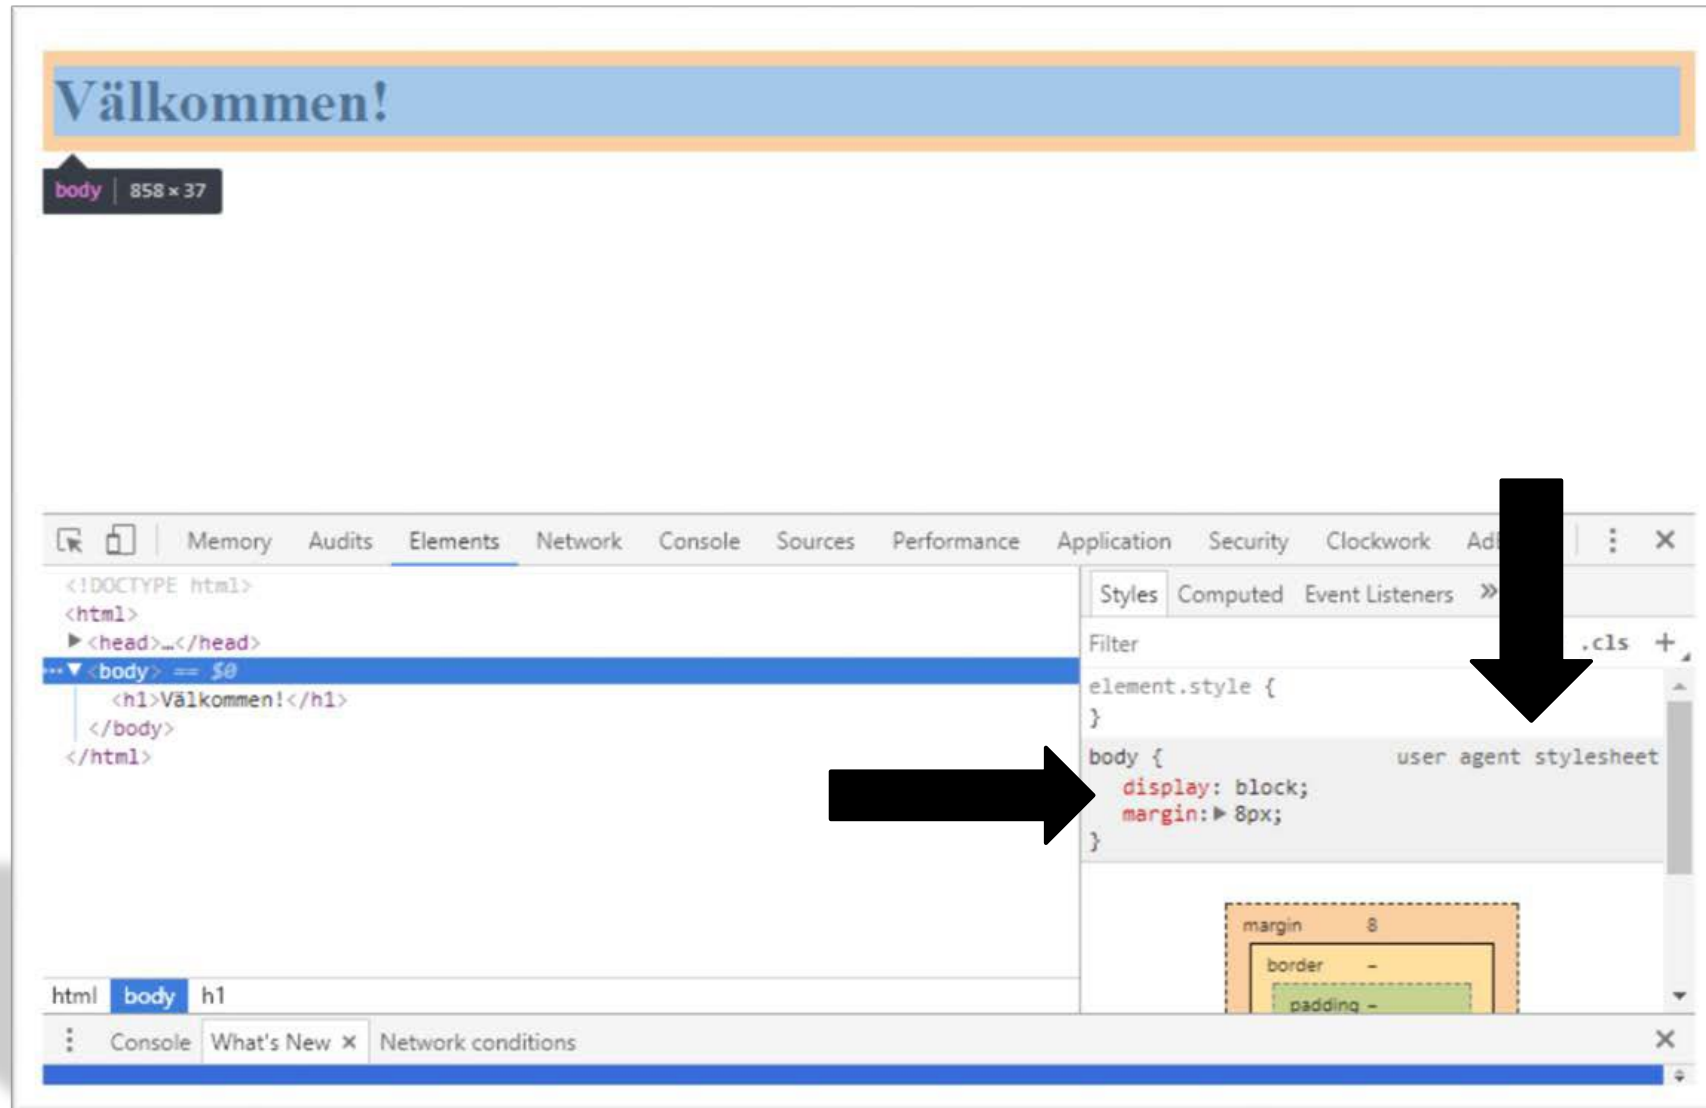 Välkommen!
body 858 × 37
Memory Audits Elements Network Console Sources Performance Application Security Clockwork
<!DOCTYPE html>
<html>
<head>…</head>
<body> == $0
<h1>Välkommen!</h1>
</body>
</html>
html body h1
Styles Computed Event Listeners »
Filter .cls +
element.style {
}
body { user agent stylesheet
display: block;
margin: 8px;
}
margin 8
border -
padding -
Console What's New × Network conditions